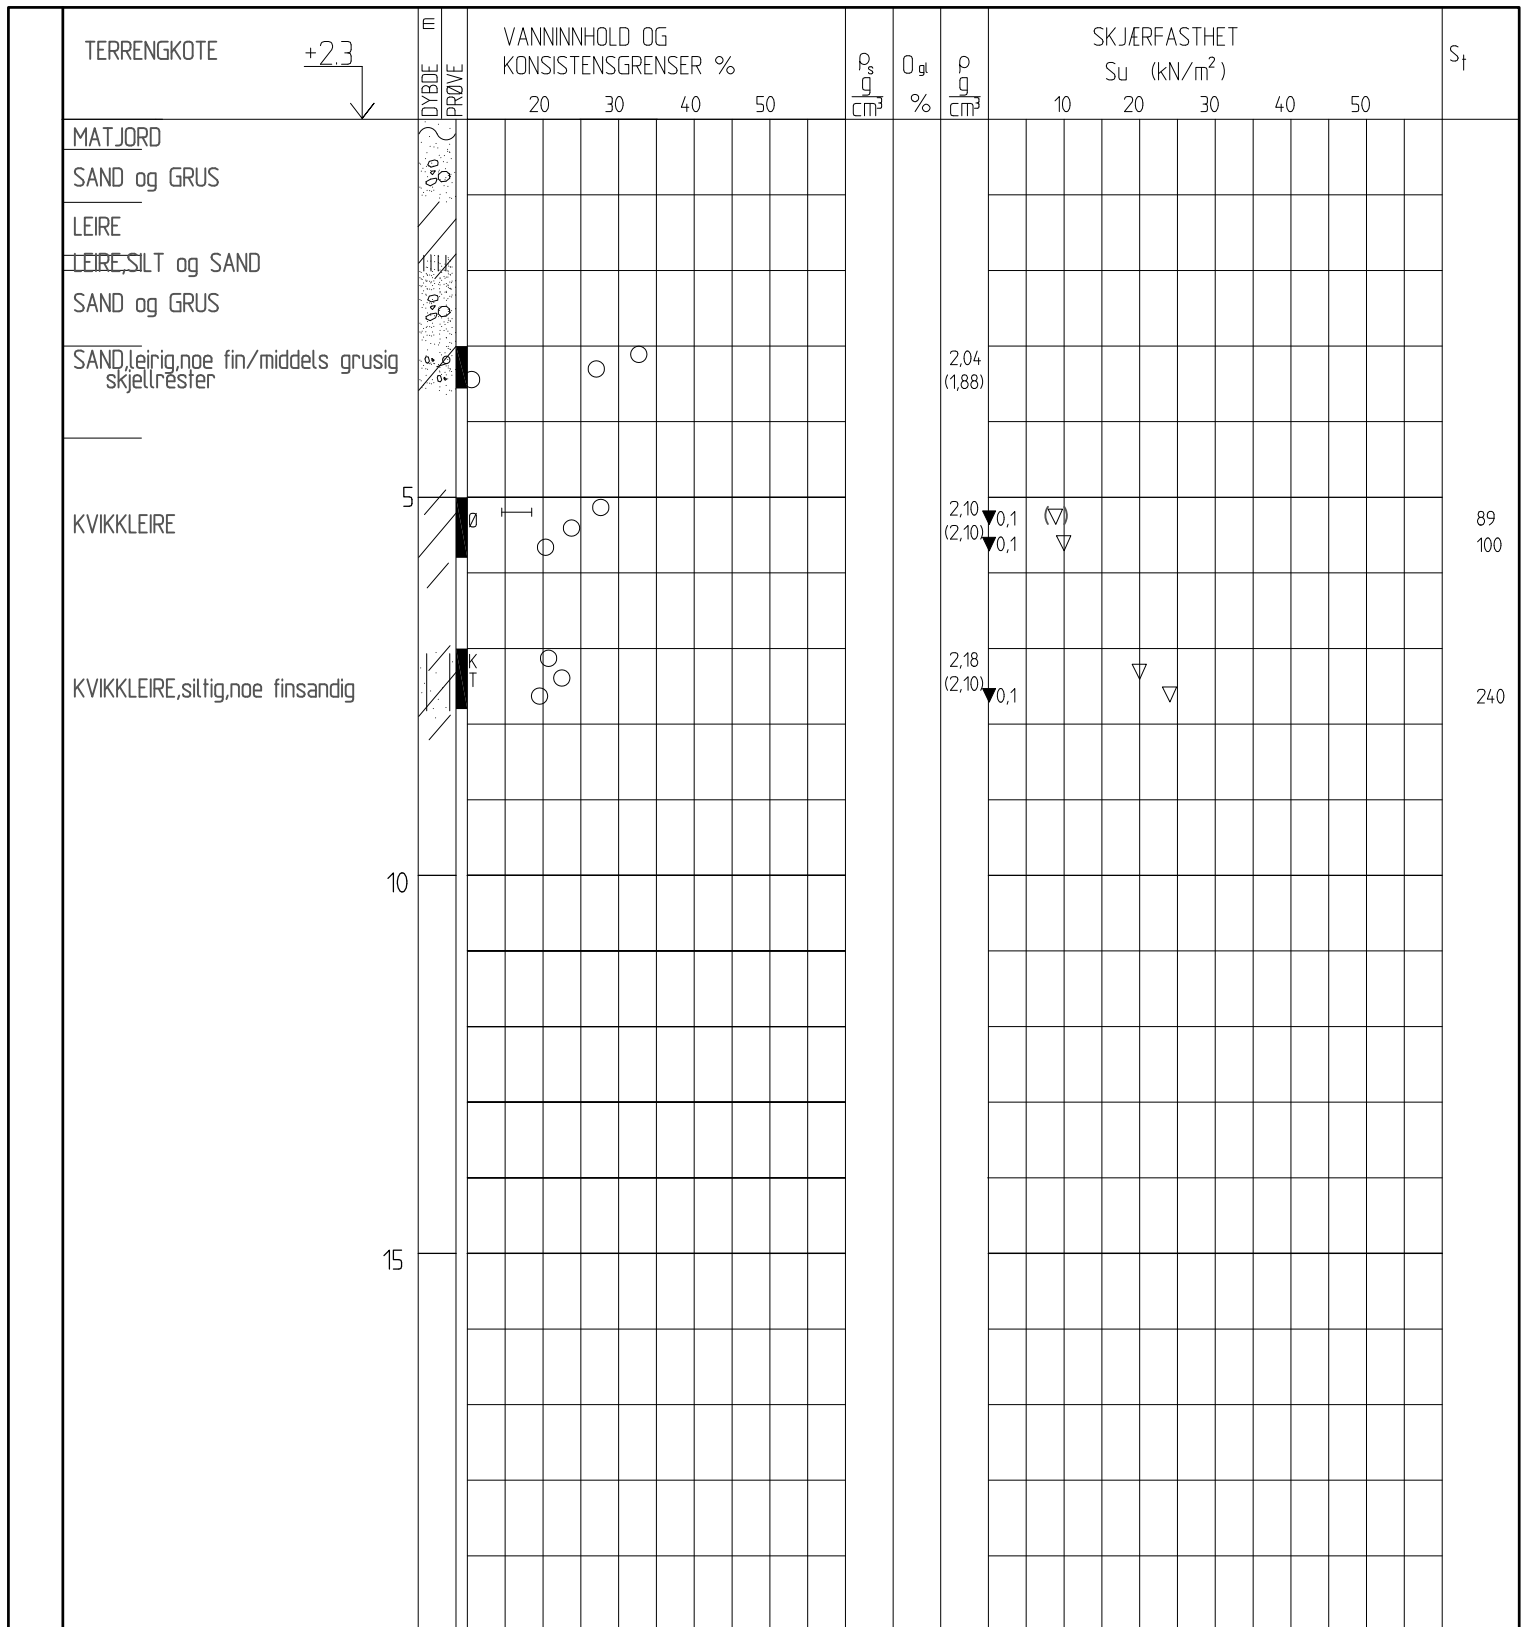 TERRENGKOTE +2.3
m
DYBDE
PRØVE
VANNINNHOLD OG
KONSISTENSGRENSER %
20 30 40 50
ρs
g
cm³
O gl
%
ρ
g
cm³
SKJÆRFASTHET
Su (kN/m²)
10 20 30 40 50
St
MATJORD
SAND og GRUS
LEIRE
LEIRE,SILT og SAND
SAND og GRUS
SAND,leirig,noe fin/middels grusig
skjellrester
2,04
(1,88)
5
KVIKKLEIRE
Ø
2,10
(2,10)
0,1
0,1
( )
89
100
KVIKKLEIRE,siltig,noe finsandig
K
T
2,18
(2,10)
0,1
240
10
15